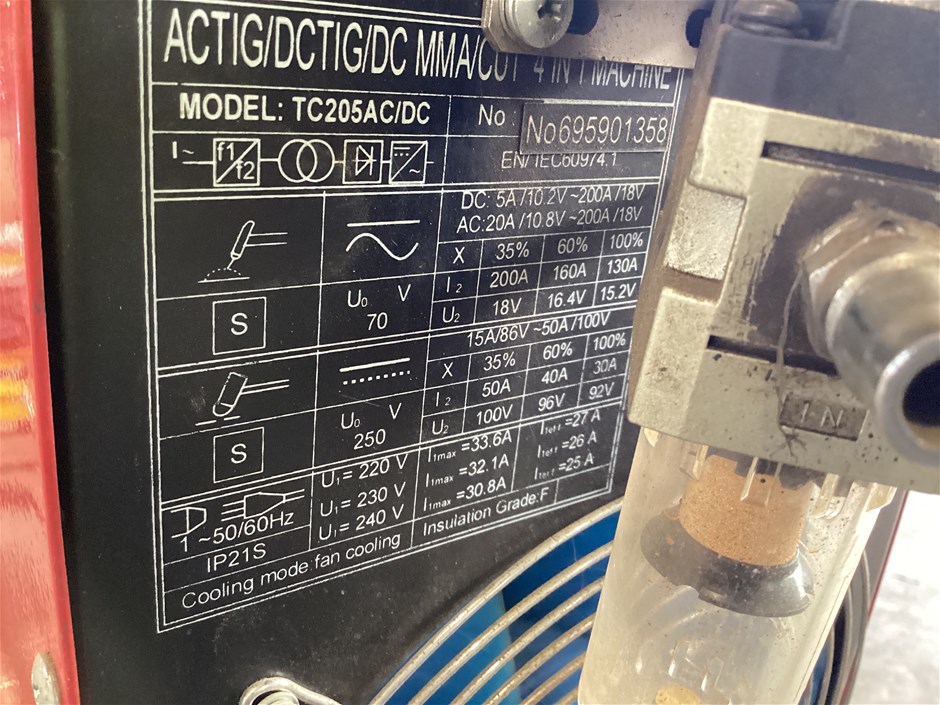 ACTIG/DCTIG/DC MMA/CUT 4 IN 1 MACHINE
MODEL: TC205AC/DC
No
No695901358
EN/ IEC60974.1
1~
f1
f2
DC: 5A/10.2V ~200A/18V
AC:20A/10.8V ~200A/18V
X 35% 60% 100%
I2 200A 160A 130A
U2 18V 16.4V 15.2V
S
U0 V
70
15A/86V ~50A/100V
X 35% 60% 100%
I2 50A 40A 30A
U2 100V 96V 92V
S
U0 V
250
1 ~50/60Hz
U1= 220 V I1max =33.6A I1eff =27 A
U1= 230 V I1max =32.1A I1eff =26 A
U1= 240 V I1max =30.8A I1eff =25 A
IP21S
Cooling mode:fan cooling Insulation Grade:F
IN